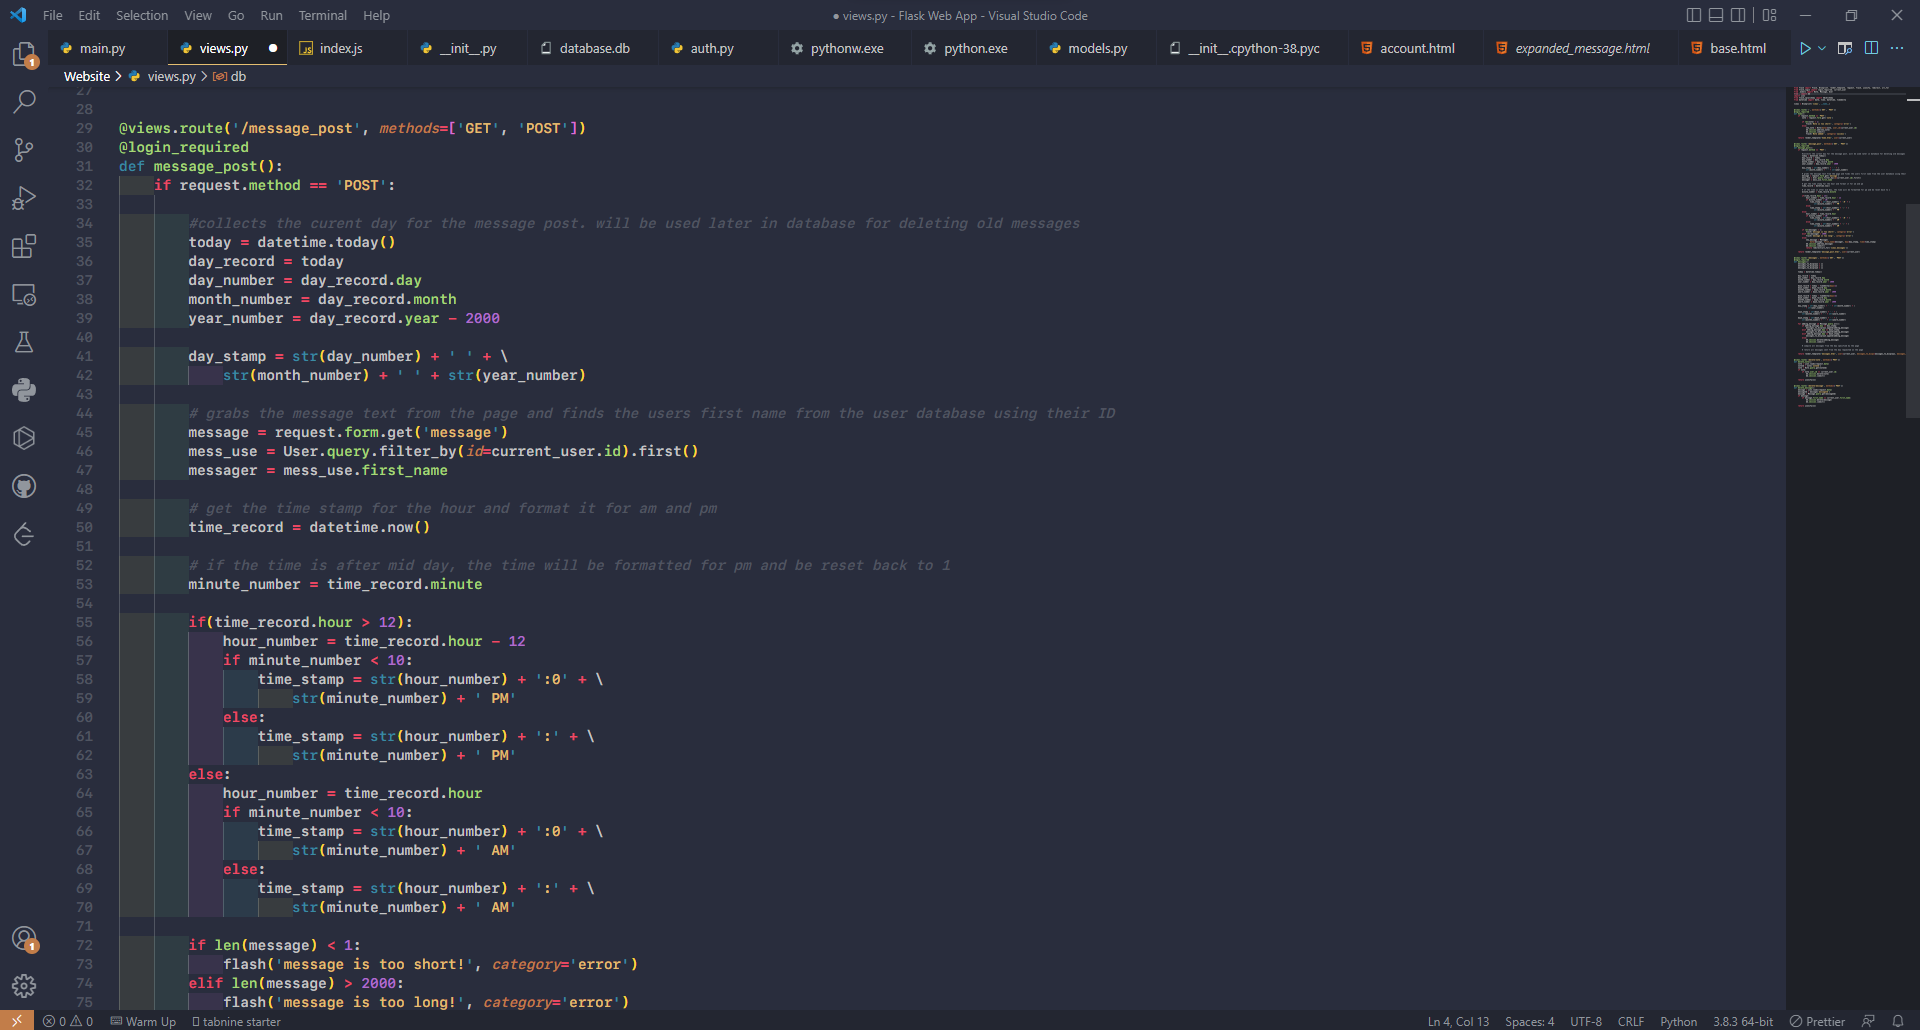 File Edit Selection View Go Run Terminal Help
● views.py - Flask Web App - Visual Studio Code
main.py views.py index.js __init__.py database.db auth.py pythonw.exe python.exe models.py __init__.cpython-38.pyc account.html expanded_message.html base.html
Website > views.py > db
27
28
29 @views.route('/message_post', methods=['GET', 'POST'])
30 @login_required
31 def message_post():
32 if request.method == 'POST':
33
34 #collects the curent day for the message post. will be used later in database for deleting old messages
35 today = datetime.today()
36 day_record = today
37 day_number = day_record.day
38 month_number = day_record.month
39 year_number = day_record.year - 2000
40
41 day_stamp = str(day_number) + ' ' + \
42 str(month_number) + ' ' + str(year_number)
43
44 # grabs the message text from the page and finds the users first name from the user database using their ID
45 message = request.form.get('message')
46 mess_use = User.query.filter_by(id=current_user.id).first()
47 messager = mess_use.first_name
48
49 # get the time stamp for the hour and format it for am and pm
50 time_record = datetime.now()
51
52 # if the time is after mid day, the time will be formatted for pm and be reset back to 1
53 minute_number = time_record.minute
54
55 if(time_record.hour > 12):
56 hour_number = time_record.hour - 12
57 if minute_number < 10:
58 time_stamp = str(hour_number) + ':0' + \
59 str(minute_number) + ' PM'
60 else:
61 time_stamp = str(hour_number) + ':' + \
62 str(minute_number) + ' PM'
63 else:
64 hour_number = time_record.hour
65 if minute_number < 10:
66 time_stamp = str(hour_number) + ':0' + \
67 str(minute_number) + ' AM'
68 else:
69 time_stamp = str(hour_number) + ':' + \
70 str(minute_number) + ' AM'
71
72 if len(message) < 1:
73 flash('message is too short!', category='error')
74 elif len(message) > 2000:
75 flash('message is too long!', category='error')
1
1
0 0 Warm Up tabnine starter Ln 4, Col 13 Spaces: 4 UTF-8 CRLF Python 3.8.3 64-bit Prettier